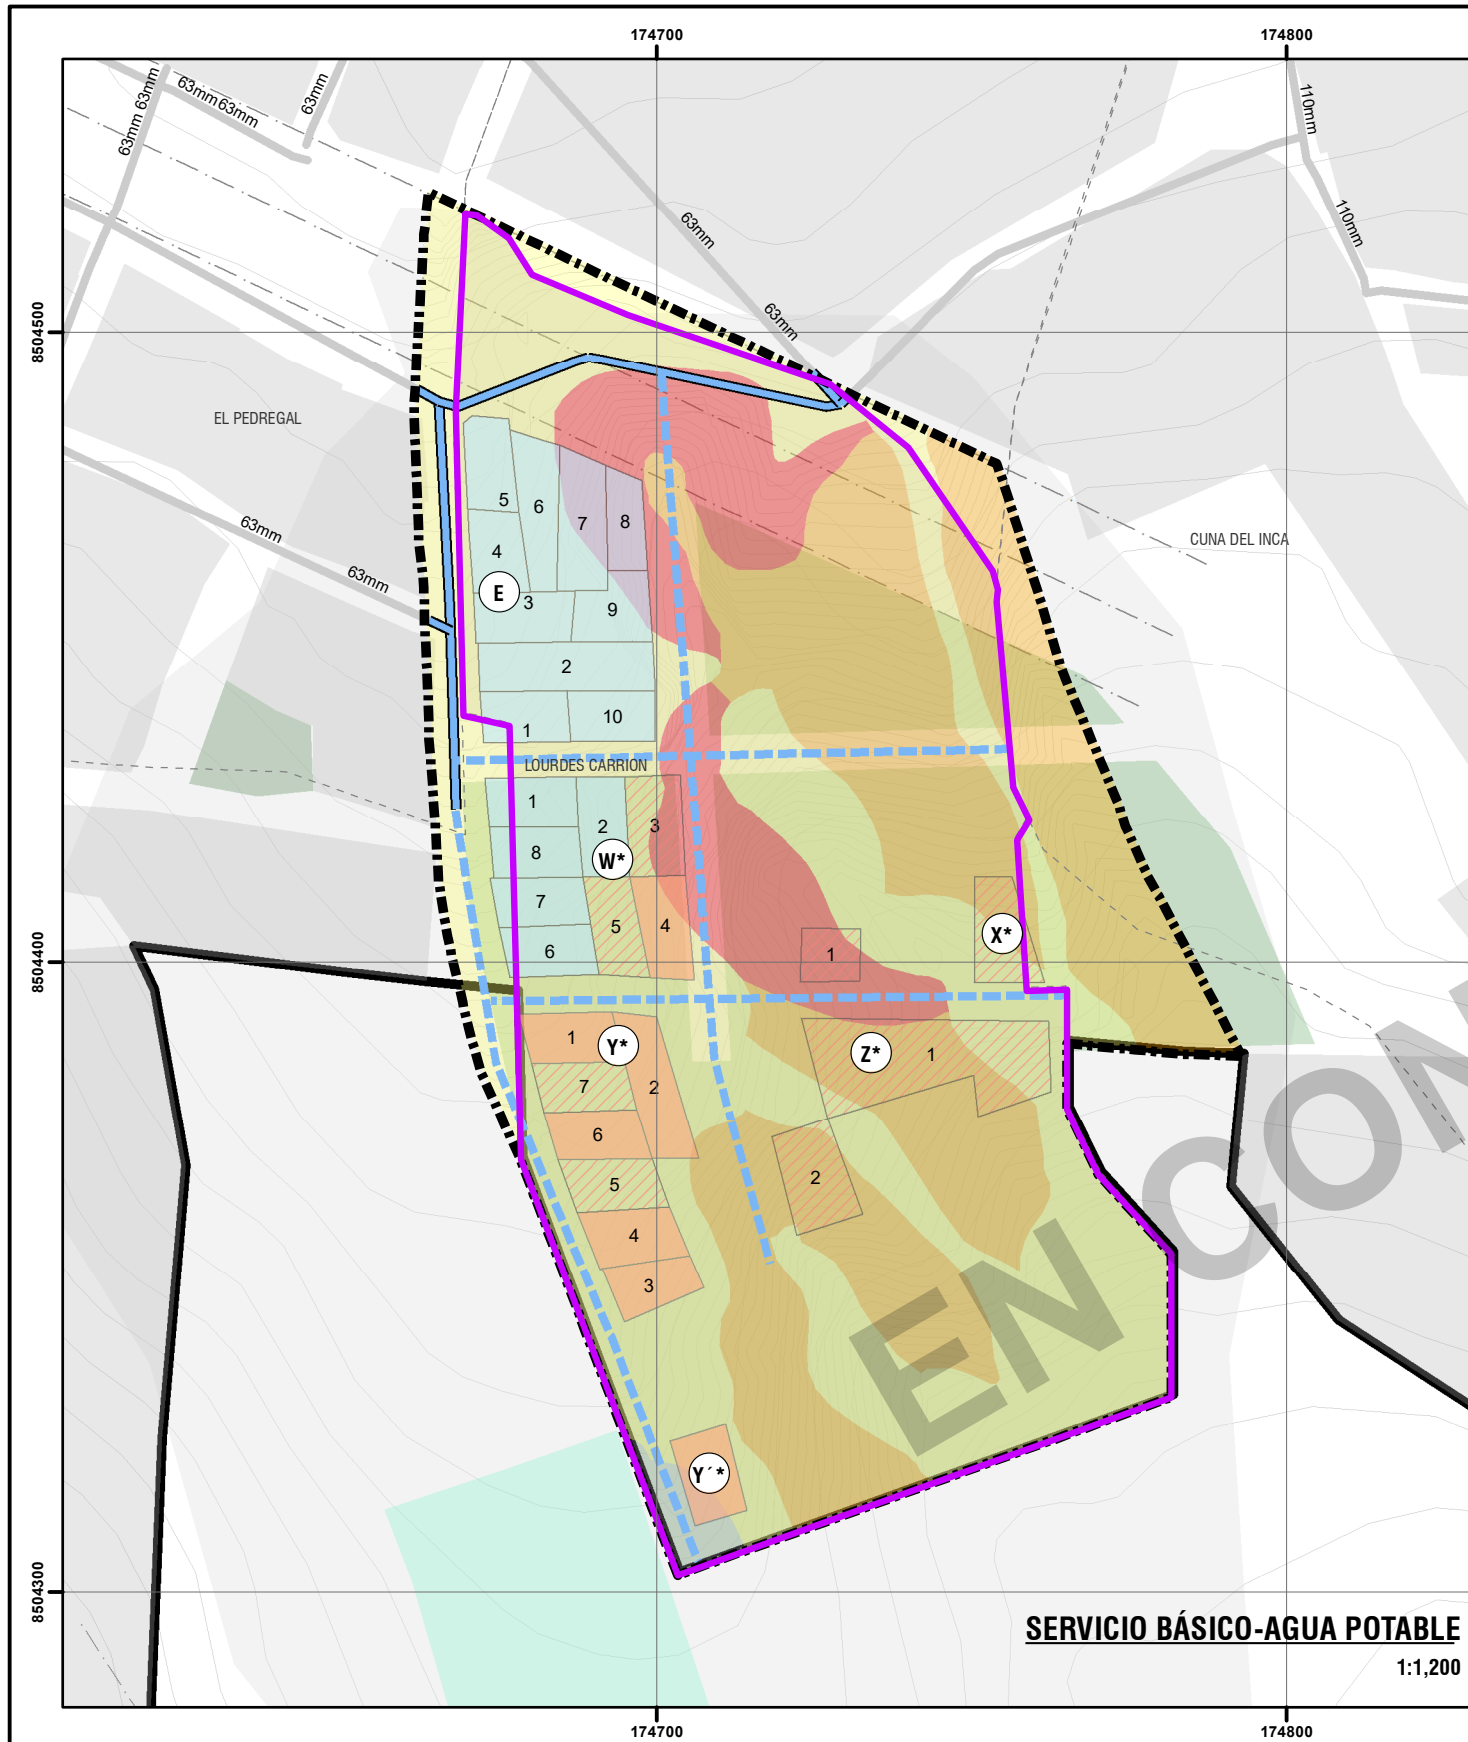 174700
174800
63mm
63mm
63mm
63mm
63mm
110mm
110mm
63mm
63mm
8504500
EL PEDREGAL
63mm
CUNA DEL INCA
63mm
5
6
7
8
4
E
3
9
2
1
10
LOURDES CARRION
1
2
3
8
W*
7
5
4
6
X*
1
8504400
1
Y*
Z*
1
7
2
6
5
2
4
3
EN CON
Y´*
8504300
SERVICIO BÁSICO-AGUA POTABLE
1:1,200
174700
174800